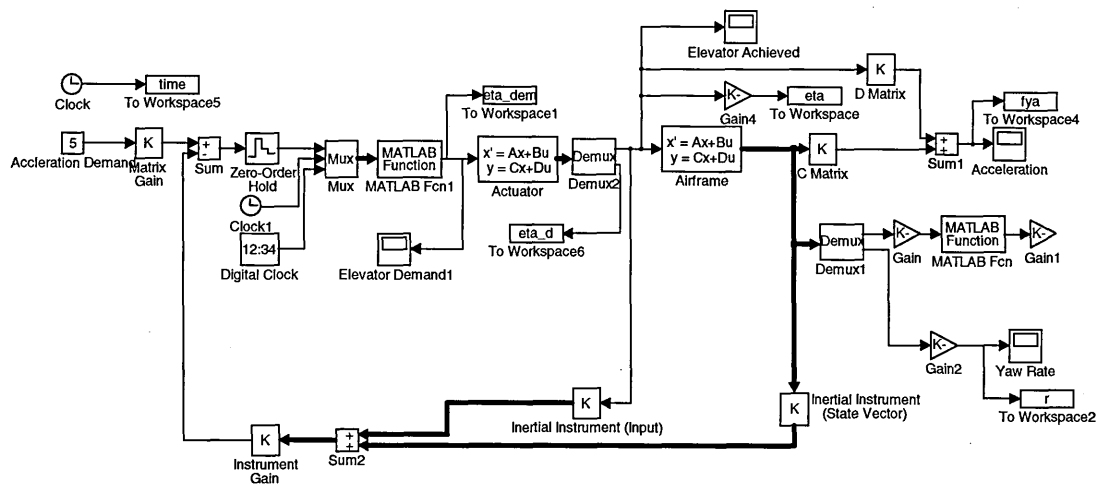 Elevator Achieved
K
D Matrix
time
Clock
To Workspace5
eta_dem
To Workspace1
K-
Gain4
eta
To Workspace
fya
To Workspace4
5
Accleration Demand
K
Matrix
Gain
+
-
Sum
Zero-Order
Hold
Mux
Mux
MATLAB
Function
MATLAB Fcn1
x' = Ax+Bu
y = Cx+Du
Actuator
Demux
Demux2
x' = Ax+Bu
y = Cx+Du
Airframe
K
C Matrix
+
+
Sum1
Acceleration
Clock1
12:34
Digital Clock
Elevator Demand1
eta_d
To Workspace6
Demux
Demux1
K-
Gain
MATLAB
Function
MATLAB Fcn
K-
Gain1
K-
Gain2
Yaw Rate
r
To Workspace2
K
Inertial Instrument (Input)
K
Inertial Instrument
(State Vector)
K
Instrument
Gain
+
+
Sum2